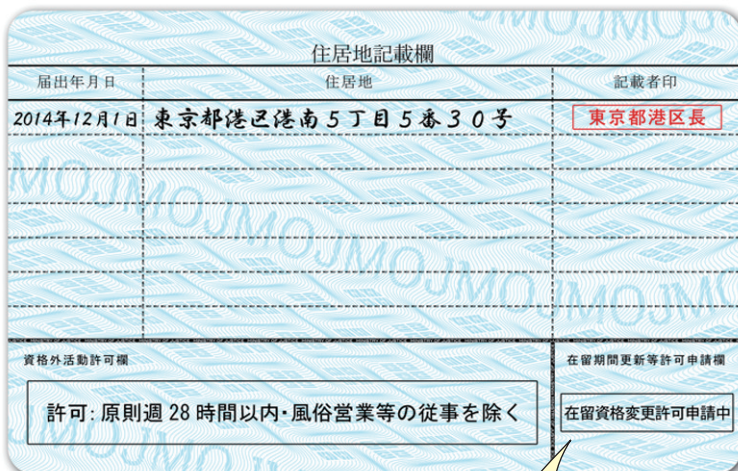 住居地記載欄
届出年月日 住居地 記載者印
2014年12月1日 東京都港区港南5丁目5番30号 東京都港区長
MOJMOJMOJMOJMOJMOJ
資格外活動許可欄 在留期間更新等許可申請欄
許可:原則週28時間以内・風俗営業等の従事を除く 在留資格変更許可申請中